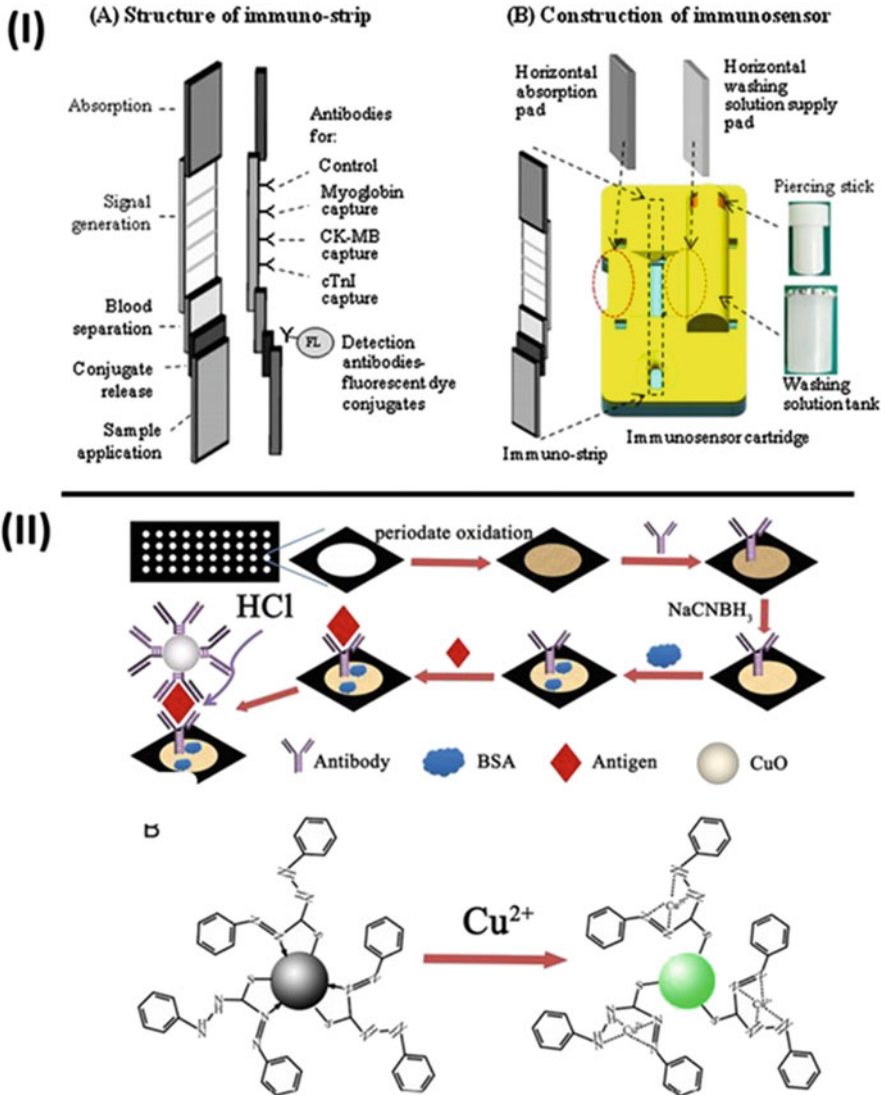 (I)
(A) Structure of immuno-strip
Absorption
Signal
generation
Blood
separation
Conjugate
release
Sample
application
Antibodies
for:
Control
Myoglobin
capture
CK-MB
capture
cTnI
capture
FL
Detection
antibodies-
fluorescent dye
conjugates
(B) Construction of immunosensor
Horizontal
absorption
pad
Horizontal
washing
solution supply
pad
Piercing stick
Washing
solution tank
Immuno-strip
Immunosensor cartridge
(II)
periodate oxidation
NaCNBH3
HCl
Antibody
BSA
Antigen
CuO
B
Cu2+